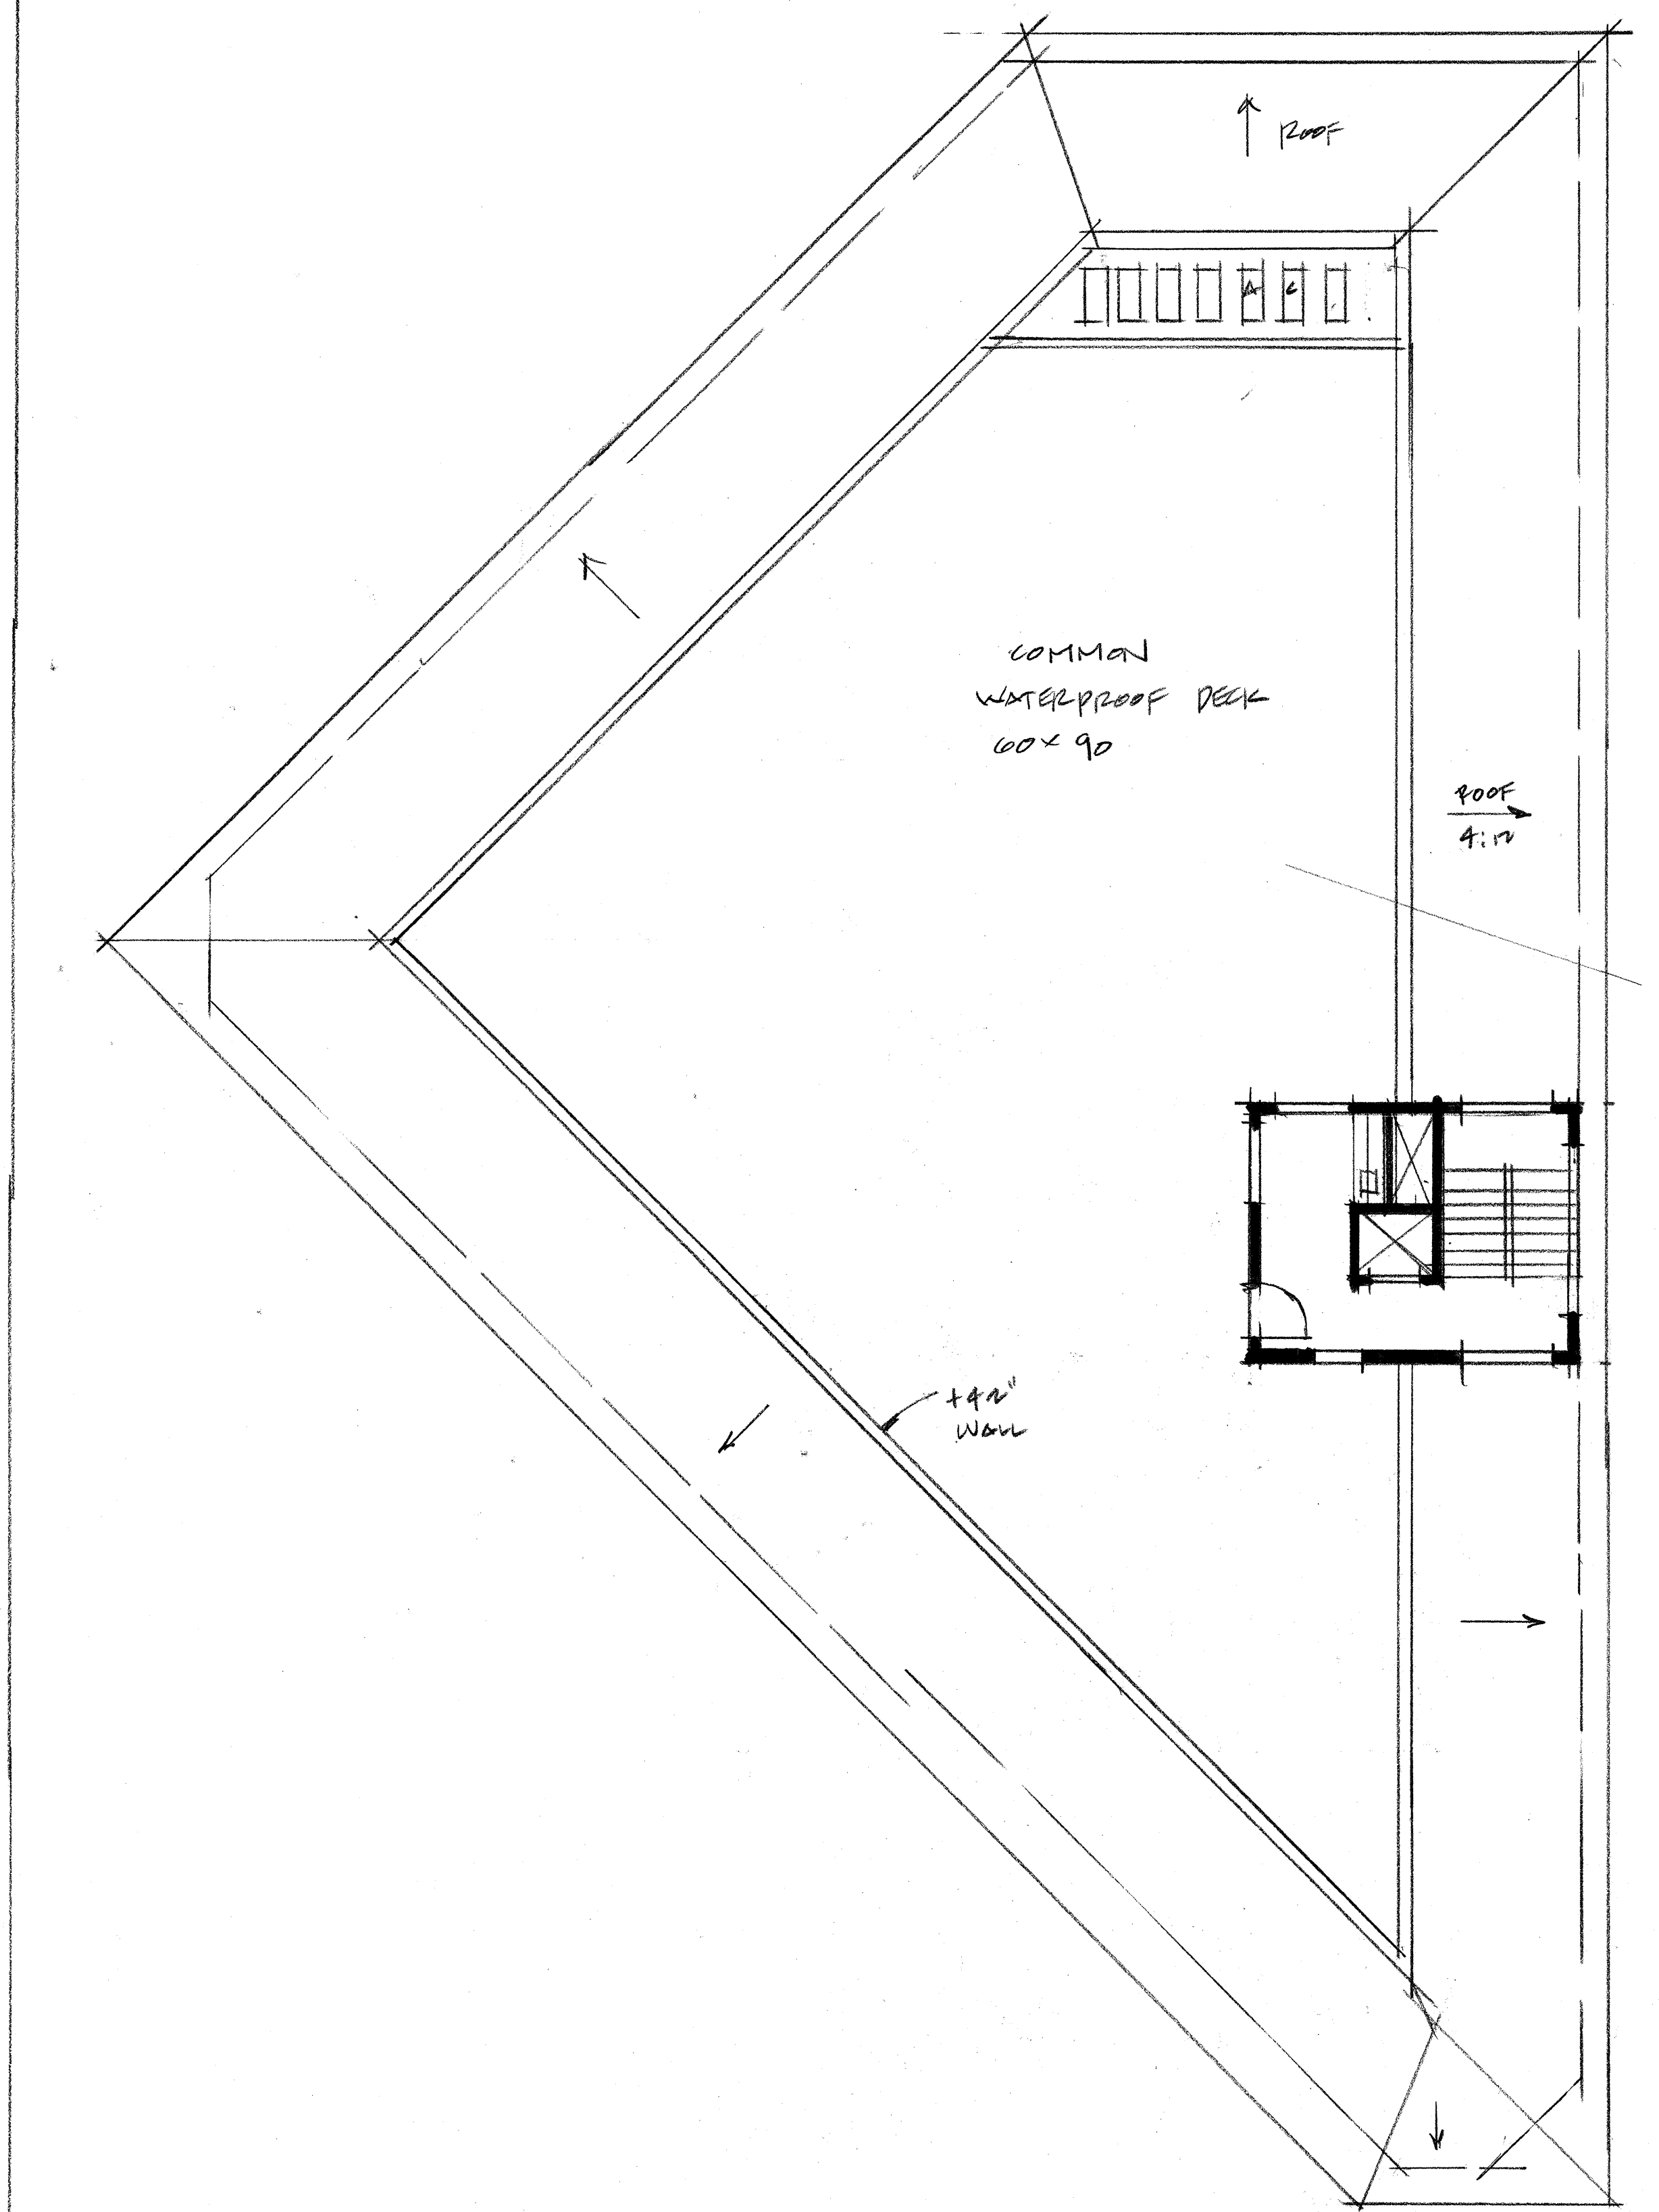 ROOF
A C
COMMON
WATERPROOF DECK
60 x 90
ROOF
4:12
+42"
WALL